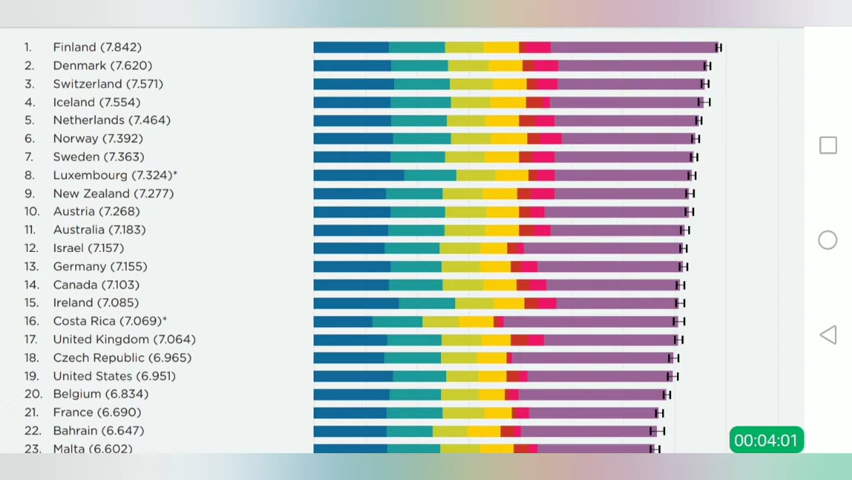 1. Finland (7.842)
2. Denmark (7.620)
3. Switzerland (7.571)
4. Iceland (7.554)
5. Netherlands (7.464)
6. Norway (7.392)
7. Sweden (7.363)
8. Luxembourg (7.324)*
9. New Zealand (7.277)
10. Austria (7.268)
11. Australia (7.183)
12. Israel (7.157)
13. Germany (7.155)
14. Canada (7.103)
15. Ireland (7.085)
16. Costa Rica (7.069)*
17. United Kingdom (7.064)
18. Czech Republic (6.965)
19. United States (6.951)
20. Belgium (6.834)
21. France (6.690)
22. Bahrain (6.647)
23. Malta (6.602)
00:04:01